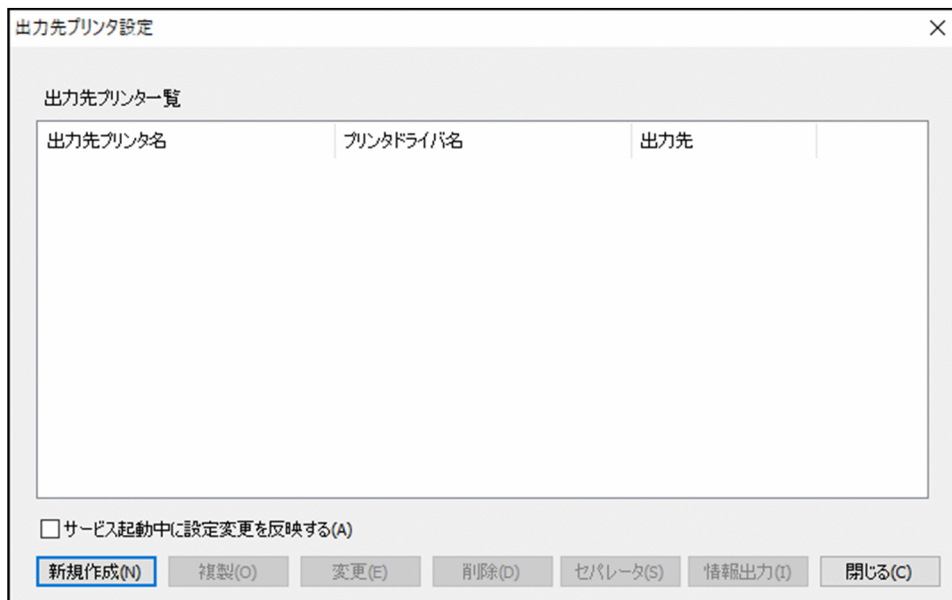 出力先プリンタ設定
出力先プリンター覧
出力先プリンタ名 プリンタドライバ名 出力先
サービス起動中に設定変更を反映する(A)
新規作成(N) 複製(O) 変更(E) 削除(D) セパレータ(S) 情報出力(I) 閉じる(C)